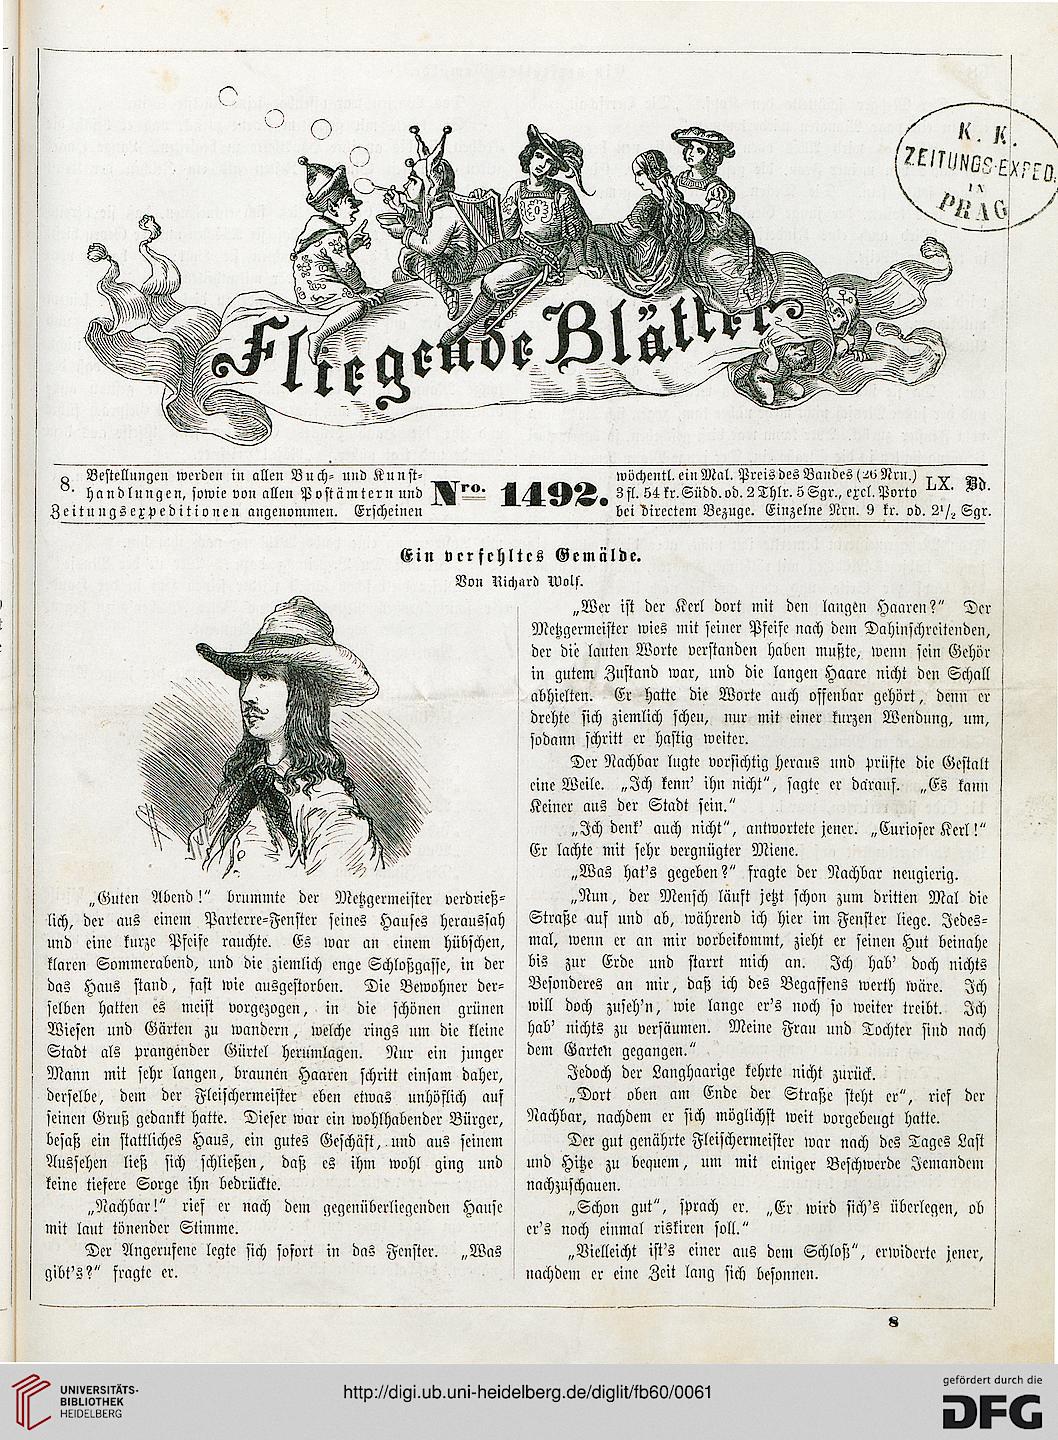 K. K.
ZEITUNGS-EXPED.
IN
PRAG
Fliegende Blätter
8.
Bestellungen werden in allen Buch- und Kunst-
handlungen, sowie von allen Postämtern und
Zeitungsexpeditionen angenommen. Erscheinen
Nro. 1492.
wöchentl. ein Mal. Preis des Bandes (26 Nrn.)
3 fl. 54 kr. Südd. od. 2 Thlr. 5 Sgr., excl. Porto
bei directem Bezuge. Einzelne Nrn. 9 kr. od. 2½ Sgr.
LX. Bd.
Ein verfehltes Gemälde.
Von Richard Wolf.
„Guten Abend!“ brummte der Metzgermeister verdrieß-
lich, der aus einem Parterre-Fenster seines Hauses heraussah
und eine kurze Pfeife rauchte. Es war an einem hübschen,
klaren Sommerabend, und die ziemlich enge Schloßgasse, in der
das Haus stand, fast wie ausgestorben. Die Bewohner der-
selben hatten es meist vorgezogen, in die schönen grünen
Wiesen und Gärten zu wandern, welche rings um die kleine
Stadt als prangender Gürtel herumlagen. Nur ein junger
Mann mit sehr langen, braunen Haaren schritt einsam daher,
derselbe, dem der Fleischermeister eben etwas unhöflich auf
seinen Gruß gedankt hatte. Dieser war ein wohlhabender Bürger,
besaß ein stattliches Haus, ein gutes Geschäft, und aus seinem
Aussehen ließ sich schließen, daß es ihm wohl ging und
keine tiefere Sorge ihn bedrückte.
„Nachbar!“ rief er nach dem gegenüberliegenden Hause
mit laut tönender Stimme.
Der Angerufene legte sich sofort in das Fenster. „Was
gibt's?“ fragte er.
„Wer ist der Kerl dort mit den langen Haaren?“ Der
Metzgermeister wies mit seiner Pfeife nach dem Dahinschreitenden,
der die lauten Worte verstanden haben mußte, wenn sein Gehör
in gutem Zustand war, und die langen Haare nicht den Schall
abhielten. Er hatte die Worte auch offenbar gehört, denn er
drehte sich ziemlich scheu, nur mit einer kurzen Wendung, um,
sodann schritt er hastig weiter.
Der Nachbar lugte vorsichtig heraus und prüfte die Gestalt
eine Weile. „Ich kenn' ihn nicht“, sagte er darauf. „Es kann
Keiner aus der Stadt sein.“
„Ich denk' auch nicht“, antwortete jener. „Curioser Kerl!“
Er lachte mit sehr vergnügter Miene.
„Was hat's gegeben?“ fragte der Nachbar neugierig.
„Nun, der Mensch läuft jetzt schon zum dritten Mal die
Straße auf und ab, während ich hier im Fenster liege. Jedes-
mal, wenn er an mir vorbeikommt, zieht er seinen Hut beinahe
bis zur Erde und starrt mich an. Ich hab' doch nichts
Besonderes an mir, daß ich des Begaffens werth wäre. Ich
will doch zuseh'n, wie lange er's noch so weiter treibt. Ich
hab' nichts zu versäumen. Meine Frau und Tochter sind nach
dem Garten gegangen.“
Jedoch der Langhaarige kehrte nicht zurück.
„Dort oben am Ende der Straße steht er“, rief der
Nachbar, nachdem er sich möglichst weit vorgebeugt hatte.
Der gut genährte Fleischermeister war nach des Tages Last
und Hitze zu bequem, um mit einiger Beschwerde Jemandem
nachzuschauen.
„Schon gut“, sprach er. „Er wird sich's überlegen, ob
er's noch einmal riskiren soll.“
„Vielleicht ist's einer aus dem Schloß“, erwiderte jener,
nachdem er eine Zeit lang sich besonnen.
8
UNIVERSITÄTS-
BIBLIOTHEK
HEIDELBERG
http://digi.ub.uni-heidelberg.de/diglit/fb60/0061
gefördert durch die
DFG